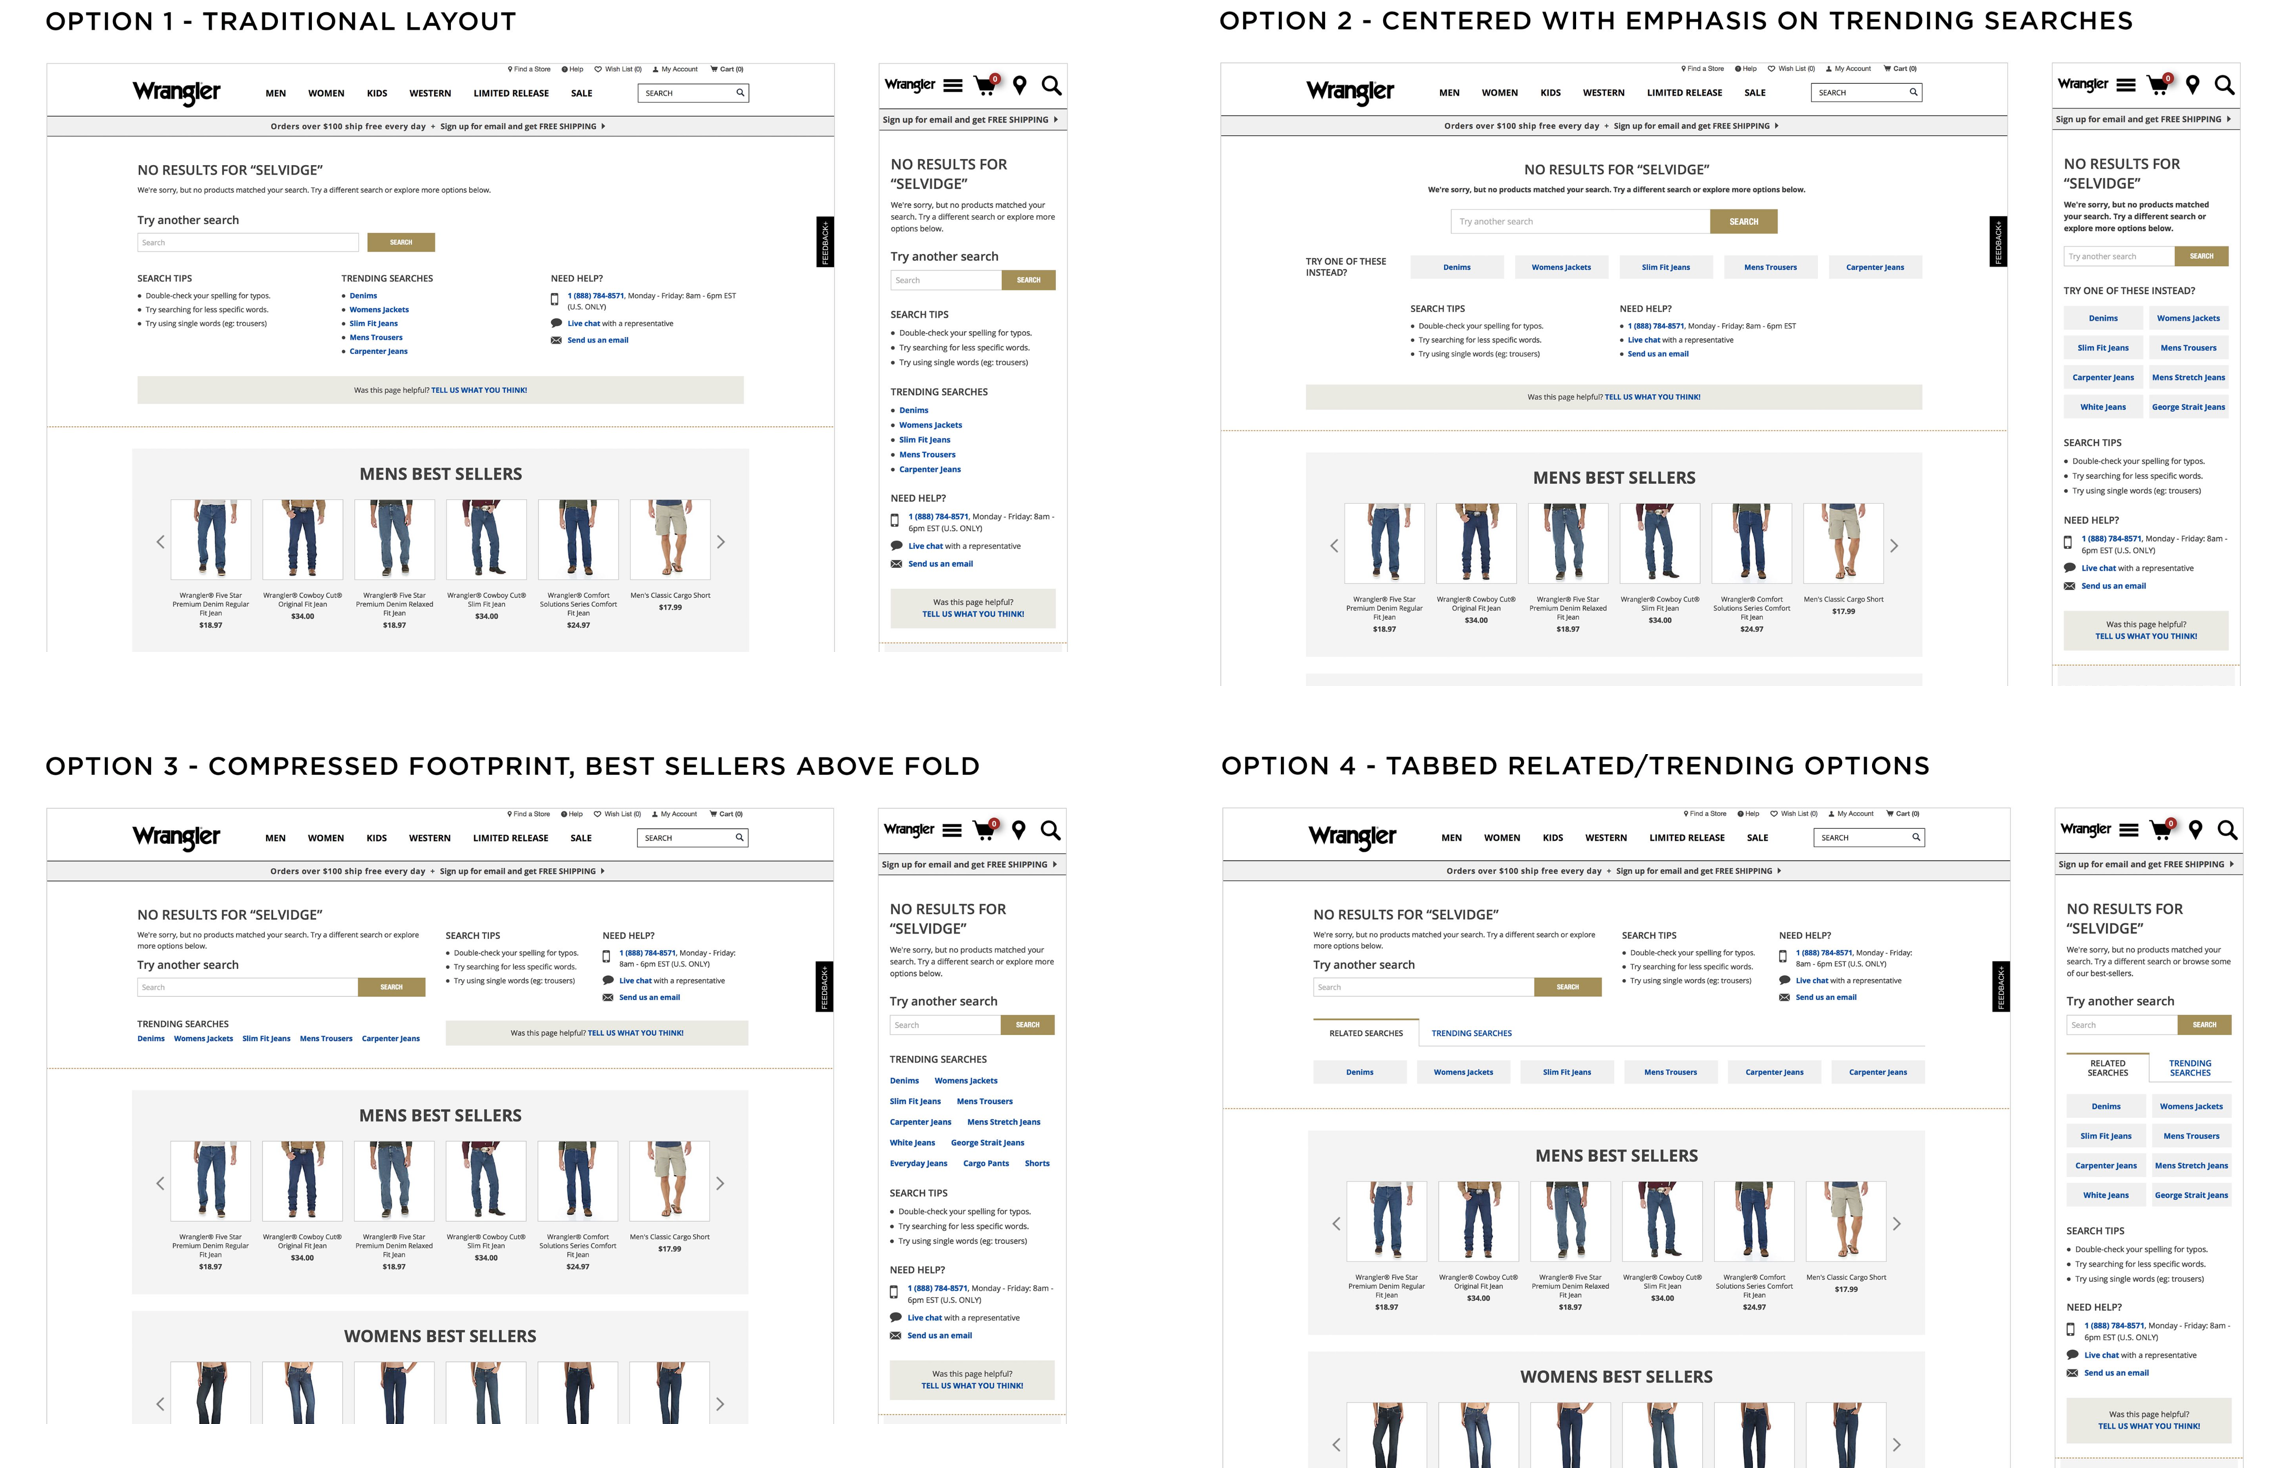 OPTION 1 - TRADITIONAL LAYOUT
Find a Store Help Wish List (0) My Account Cart (0)
Wrangler MEN WOMEN KIDS WESTERN LIMITED RELEASE SALE SEARCH
Orders over $100 ship free every day + Sign up for email and get FREE SHIPPING
NO RESULTS FOR “SELVIDGE”
We're sorry, but no products matched your search. Try a different search or explore more options below.
Try another search
Search SEARCH
FEEDBACK+
SEARCH TIPS
• Double-check your spelling for typos.
• Try searching for less specific words.
• Try using single words (eg: trousers)
TRENDING SEARCHES
• Denims
• Womens Jackets
• Slim Fit Jeans
• Mens Trousers
• Carpenter Jeans
NEED HELP?
1 (888) 784-8571, Monday - Friday: 8am - 6pm EST
(U.S. ONLY)
Live chat with a representative
Send us an email
Was this page helpful? TELL US WHAT YOU THINK!
MENS BEST SELLERS
Wrangler® Five Star
Premium Denim Regular
Fit Jean
$18.97
Wrangler® Cowboy Cut®
Original Fit Jean
$34.00
Wrangler® Five Star
Premium Denim Relaxed
Fit Jean
$18.97
Wrangler® Cowboy Cut®
Slim Fit Jean
$34.00
Wrangler® Comfort
Solutions Series Comfort
Fit Jean
$24.97
Men's Classic Cargo Short
$17.99
Wrangler 0
Sign up for email and get FREE SHIPPING
NO RESULTS FOR
“SELVIDGE”
We're sorry, but no products matched your
search. Try a different search or explore more
options below.
Try another search
Search SEARCH
SEARCH TIPS
• Double-check your spelling for typos.
• Try searching for less specific words.
• Try using single words (eg: trousers)
TRENDING SEARCHES
• Denims
• Womens Jackets
• Slim Fit Jeans
• Mens Trousers
• Carpenter Jeans
NEED HELP?
1 (888) 784-8571, Monday - Friday: 8am -
6pm EST (U.S. ONLY)
Live chat with a representative
Send us an email
Was this page helpful?
TELL US WHAT YOU THINK!
OPTION 2 - CENTERED WITH EMPHASIS ON TRENDING SEARCHES
Find a Store Help Wish List (0) My Account Cart (0)
Wrangler MEN WOMEN KIDS WESTERN LIMITED RELEASE SALE SEARCH
Orders over $100 ship free every day + Sign up for email and get FREE SHIPPING
NO RESULTS FOR “SELVIDGE”
We're sorry, but no products matched your search. Try a different search or explore more options below.
Try another search SEARCH
FEEDBACK+
TRY ONE OF THESE
INSTEAD?
Denims Womens Jackets Slim Fit Jeans Mens Trousers Carpenter Jeans
SEARCH TIPS
• Double-check your spelling for typos.
• Try searching for less specific words.
• Try using single words (eg: trousers)
NEED HELP?
• 1 (888) 784-8571, Monday - Friday: 8am - 6pm EST
• Live chat with a representative
• Send us an email
Was this page helpful? TELL US WHAT YOU THINK!
MENS BEST SELLERS
Wrangler® Five Star
Premium Denim Regular
Fit Jean
$18.97
Wrangler® Cowboy Cut®
Original Fit Jean
$34.00
Wrangler® Five Star
Premium Denim Relaxed
Fit Jean
$18.97
Wrangler® Cowboy Cut®
Slim Fit Jean
$34.00
Wrangler® Comfort
Solutions Series Comfort
Fit Jean
$24.97
Men's Classic Cargo Short
$17.99
Wrangler 0
Sign up for email and get FREE SHIPPING
NO RESULTS FOR
“SELVIDGE”
We're sorry, but no products matched
your search. Try a different search or
explore more options below.
Try another search SEARCH
TRY ONE OF THESE INSTEAD?
Denims Womens Jackets
Slim Fit Jeans Mens Trousers
Carpenter Jeans Mens Stretch Jeans
White Jeans George Strait Jeans
SEARCH TIPS
• Double-check your spelling for typos.
• Try searching for less specific words.
• Try using single words (eg: trousers)
NEED HELP?
1 (888) 784-8571, Monday - Friday: 8am -
6pm EST (U.S. ONLY)
Live chat with a representative
Send us an email
Was this page helpful?
TELL US WHAT YOU THINK!
OPTION 3 - COMPRESSED FOOTPRINT, BEST SELLERS ABOVE FOLD
Find a Store Help Wish List (0) My Account Cart (0)
Wrangler MEN WOMEN KIDS WESTERN LIMITED RELEASE SALE SEARCH
Orders over $100 ship free every day + Sign up for email and get FREE SHIPPING
NO RESULTS FOR “SELVIDGE”
We're sorry, but no products matched your search. Try a different search or explore
more options below.
Try another search
Search SEARCH
TRENDING SEARCHES
Denims Womens Jackets Slim Fit Jeans Mens Trousers Carpenter Jeans
SEARCH TIPS
• Double-check your spelling for typos.
• Try searching for less specific words.
• Try using single words (eg: trousers)
NEED HELP?
1 (888) 784-8571, Monday - Friday:
8am - 6pm EST (U.S. ONLY)
Live chat with a representative
Send us an email
FEEDBACK+
Was this page helpful? TELL US WHAT YOU THINK!
MENS BEST SELLERS
Wrangler® Five Star
Premium Denim Regular
Fit Jean
$18.97
Wrangler® Cowboy Cut®
Original Fit Jean
$34.00
Wrangler® Five Star
Premium Denim Relaxed
Fit Jean
$18.97
Wrangler® Cowboy Cut®
Slim Fit Jean
$34.00
Wrangler® Comfort
Solutions Series Comfort
Fit Jean
$24.97
Men's Classic Cargo Short
$17.99
WOMENS BEST SELLERS
Wrangler 0
Sign up for email and get FREE SHIPPING
NO RESULTS FOR
“SELVIDGE”
We're sorry, but no products matched your
search. Try a different search or explore more
options below.
Try another search
Search SEARCH
TRENDING SEARCHES
Denims Womens Jackets
Slim Fit Jeans Mens Trousers
Carpenter Jeans Mens Stretch Jeans
White Jeans George Strait Jeans
Everyday Jeans Cargo Pants Shorts
SEARCH TIPS
• Double-check your spelling for typos.
• Try searching for less specific words.
• Try using single words (eg: trousers)
NEED HELP?
1 (888) 784-8571, Monday - Friday: 8am -
6pm EST (U.S. ONLY)
Live chat with a representative
Send us an email
Was this page helpful?
TELL US WHAT YOU THINK!
OPTION 4 - TABBED RELATED/TRENDING OPTIONS
Find a Store Help Wish List (0) My Account Cart (0)
Wrangler MEN WOMEN KIDS WESTERN LIMITED RELEASE SALE SEARCH
Orders over $100 ship free every day + Sign up for email and get FREE SHIPPING
NO RESULTS FOR “SELVIDGE”
We're sorry, but no products matched your search. Try a different search or explore
more options below.
Try another search
Search SEARCH
SEARCH TIPS
• Double-check your spelling for typos.
• Try searching for less specific words.
• Try using single words (eg: trousers)
NEED HELP?
1 (888) 784-8571, Monday - Friday:
8am - 6pm EST (U.S. ONLY)
Live chat with a representative
Send us an email
FEEDBACK+
RELATED SEARCHES TRENDING SEARCHES
Denims Womens Jackets Slim Fit Jeans Mens Trousers Carpenter Jeans Carpenter Jeans
MENS BEST SELLERS
Wrangler® Five Star
Premium Denim Regular
Fit Jean
$18.97
Wrangler® Cowboy Cut®
Original Fit Jean
$34.00
Wrangler® Five Star
Premium Denim Relaxed
Fit Jean
$18.97
Wrangler® Cowboy Cut®
Slim Fit Jean
$34.00
Wrangler® Comfort
Solutions Series Comfort
Fit Jean
$24.97
Men's Classic Cargo Short
$17.99
WOMENS BEST SELLERS
Wrangler 0
Sign up for email and get FREE SHIPPING
NO RESULTS FOR
“SELVIDGE”
We're sorry, but no products matched your
search. Try a different search or browse some
of our best-sellers.
Try another search
Search SEARCH
RELATED
SEARCHES
TRENDING
SEARCHES
Denims Womens Jackets
Slim Fit Jeans Mens Trousers
Carpenter Jeans Mens Stretch Jeans
White Jeans George Strait Jeans
SEARCH TIPS
• Double-check your spelling for typos.
• Try searching for less specific words.
• Try using single words (eg: trousers)
NEED HELP?
1 (888) 784-8571, Monday - Friday: 8am -
6pm EST (U.S. ONLY)
Live chat with a representative
Send us an email
Was this page helpful?
TELL US WHAT YOU THINK!